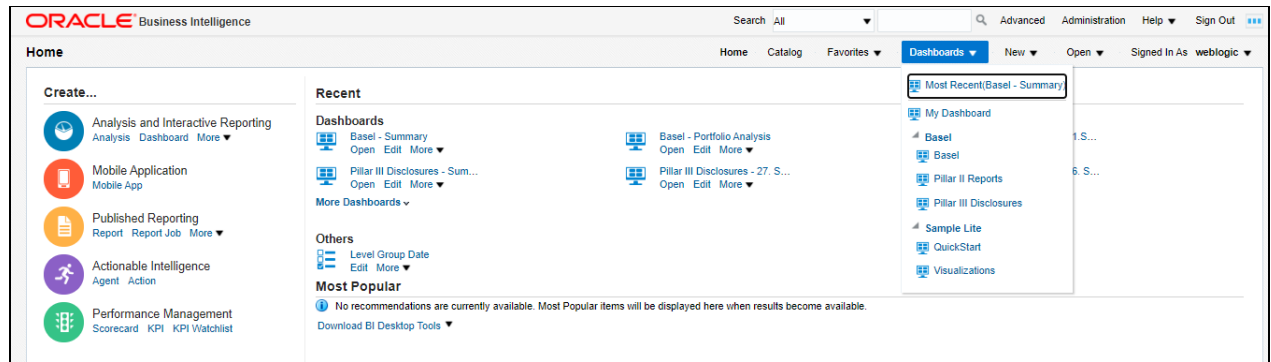 ORACLE Business Intelligence
Search All Advanced Administration Help Sign Out
Home
Home Catalog Favorites Dashboards New Open Signed In As weblogic
Most Recent(Basel - Summary)
My Dashboard
Basel
Basel
Pillar II Reports
Pillar III Disclosures
Sample Lite
QuickStart
Visualizations
Create...
Analysis and Interactive Reporting
Analysis Dashboard More
Mobile Application
Mobile App
Published Reporting
Report Report Job More
Actionable Intelligence
Agent Action
Performance Management
Scorecard KPI KPI Watchlist
Recent
Dashboards
Basel - Summary
Open Edit More
Basel - Portfolio Analysis
Open Edit More
1.S...
Pillar III Disclosures - Sum...
Open Edit More
Pillar III Disclosures - 27. S...
Open Edit More
6. S...
More Dashboards
Others
Level Group Date
Edit More
Most Popular
No recommendations are currently available. Most Popular items will be displayed here when results become available.
Download BI Desktop Tools